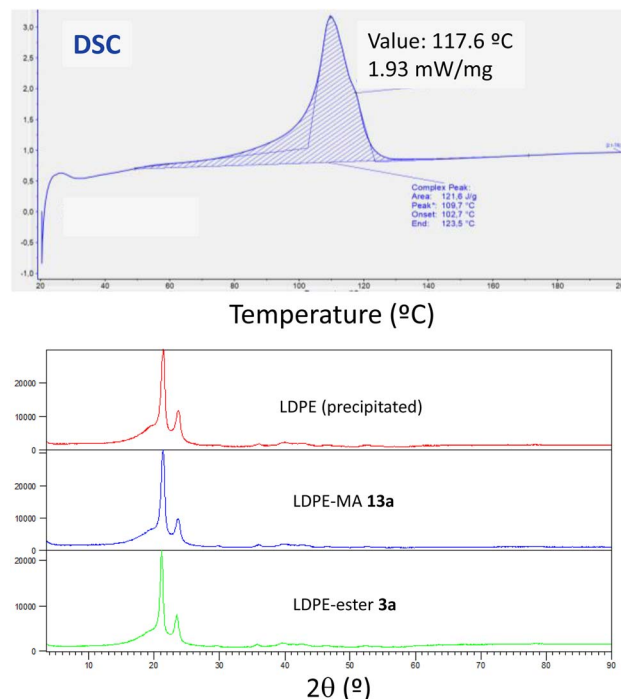 DSC
Value: 117.6 ºC
1.93 mW/mg
3,0
2,5
2,0
1,5
1,0
0,5
0,0
-0,5
-1,0
Complex Peak:
Area: 121,6 J/g
Peak*: 109,7 °C
Onset: 102,7 °C
End: 123,5 °C
20 40 60 80 100 120 140 160 180 20
Temperature (ºC)
20000
10000
0
LDPE (precipitated)
20000
10000
0
LDPE-MA 13a
20000
10000
0
LDPE-ester 3a
10 20 30 40 50 60 70 80 90
2θ (º)